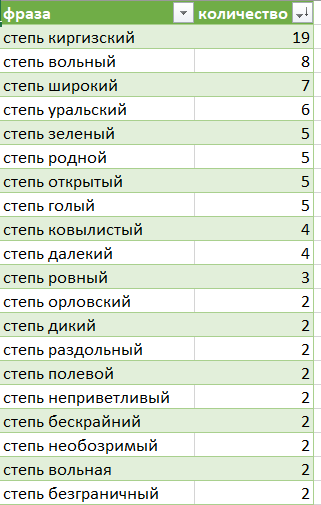 фраза количество
степь киргизский 19
степь вольный 8
степь широкий 7
степь уральский 6
степь зеленый 5
степь родной 5
степь открытый 5
степь голый 5
степь ковылистый 4
степь далекий 4
степь ровный 3
степь орловский 2
степь дикий 2
степь раздольный 2
степь полевой 2
степь неприветливый 2
степь бескрайний 2
степь необозримый 2
степь вольная 2
степь безграничный 2